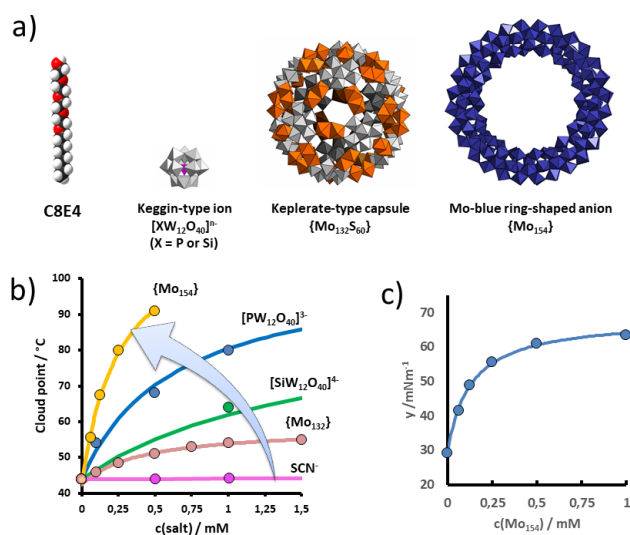 a)
C8E4
Keggin-type ion
[XW₁₂O₄₀]ⁿ⁻
(X = P or Si)
Keplerate-type capsule
{Mo₁₃₂S₆₀}
Mo-blue ring-shaped anion
{Mo₁₅₄}
b)
Cloud point / °C
100
90
80
70
60
50
40
{Mo₁₅₄}
[PW₁₂O₄₀]³⁻
[SiW₁₂O₄₀]⁴⁻
{Mo₁₃₂}
SCN⁻
0 0,25 0,5 0,75 1 1,25 1,5
c(salt) / mM
c)
γ / mNm⁻¹
70
60
50
40
30
20
0 0,25 0,5 0,75 1
c(Mo₁₅₄) / mM